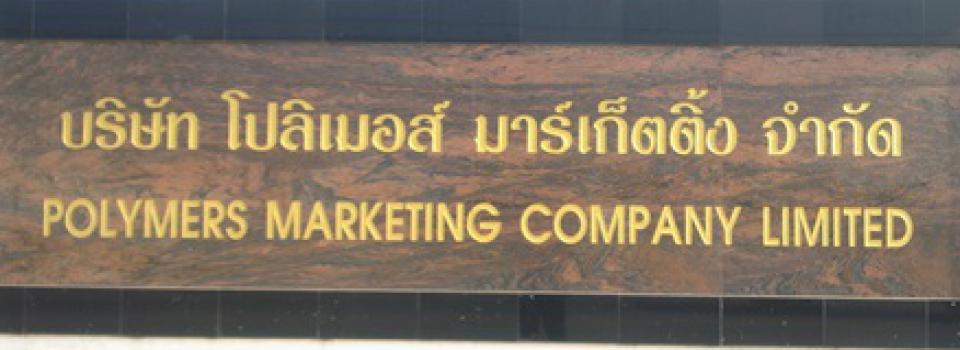 บริษัท โปลิเมอส์ มาร์เก็ตติ้ง จำกัด
POLYMERS MARKETING COMPANY LIMITED